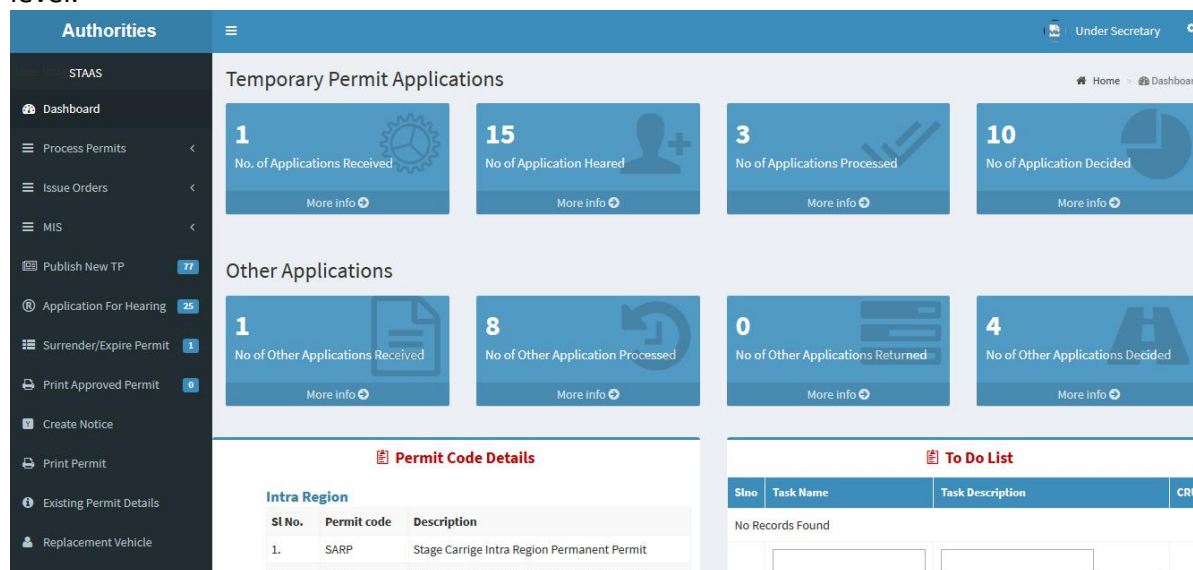 level.
Authorities
Under Secretary
STAAS
Dashboard
Process Permits
Issue Orders
MIS
Publish New TP 77
Application For Hearing 25
Surrender/Expire Permit 1
Print Approved Permit 0
Create Notice
Print Permit
Existing Permit Details
Replacement Vehicle
Temporary Permit Applications
Home > Dashboar
1
No. of Applications Received
More info
15
No of Application Heared
More info
3
No of Applications Processed
More info
10
No of Application Decided
More info
Other Applications
1
No of Other Applications Received
More info
8
No of Other Application Processed
More info
0
No of Other Applications Returned
More info
4
No of Other Applications Decided
More info
Permit Code Details
Intra Region
Sl No. Permit code Description
1. SARP Stage Carrige Intra Region Permanent Permit
To Do List
Slno Task Name Task Description
No Records Found